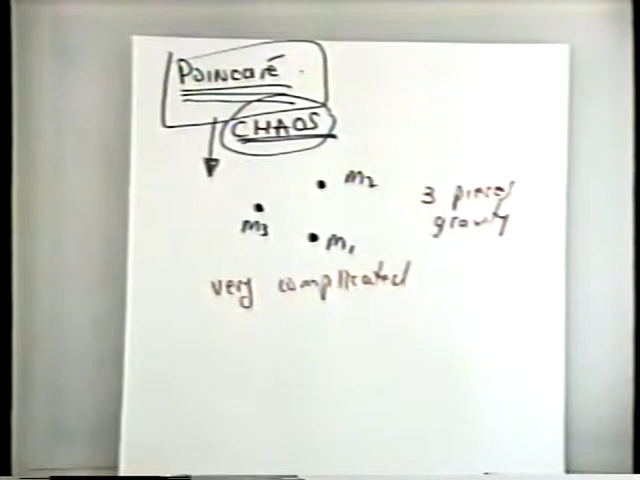 Poincaré
CHAOS
m2
3 pieces
gravity
m3
m1
very complicated